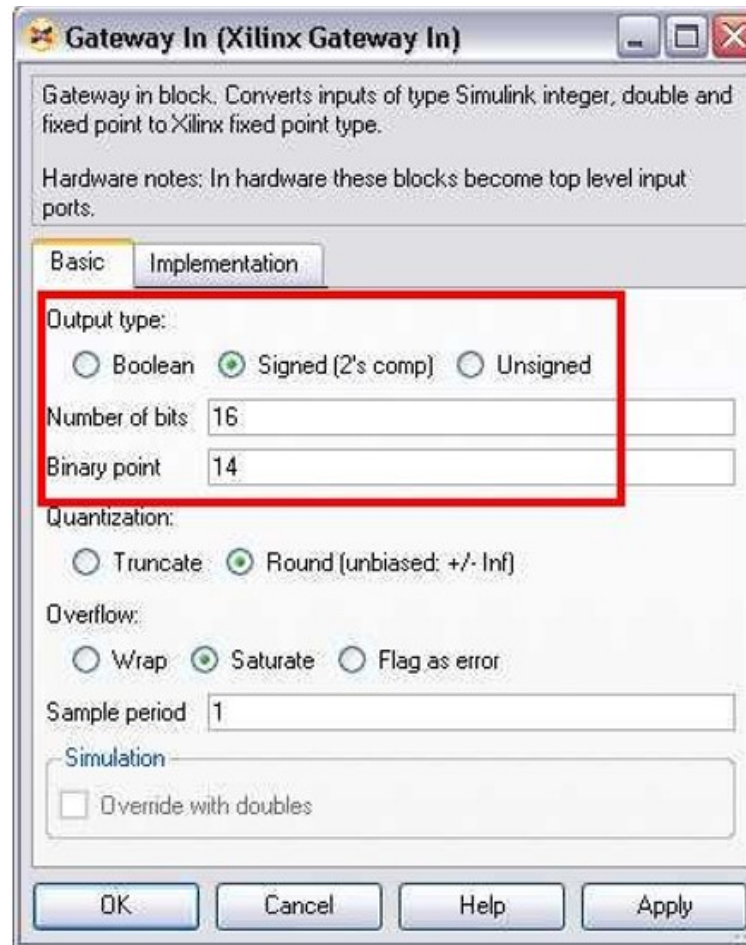 Gateway In (Xilinx Gateway In)
Gateway in block. Converts inputs of type Simulink integer, double and
fixed point to Xilinx fixed point type.
Hardware notes: In hardware these blocks become top level input
ports.
Basic Implementation
Output type:
Boolean Signed (2's comp) Unsigned
Number of bits 16
Binary point 14
Quantization:
Truncate Round (unbiased: +/- Inf)
Overflow:
Wrap Saturate Flag as error
Sample period 1
Simulation
Override with doubles
OK Cancel Help Apply